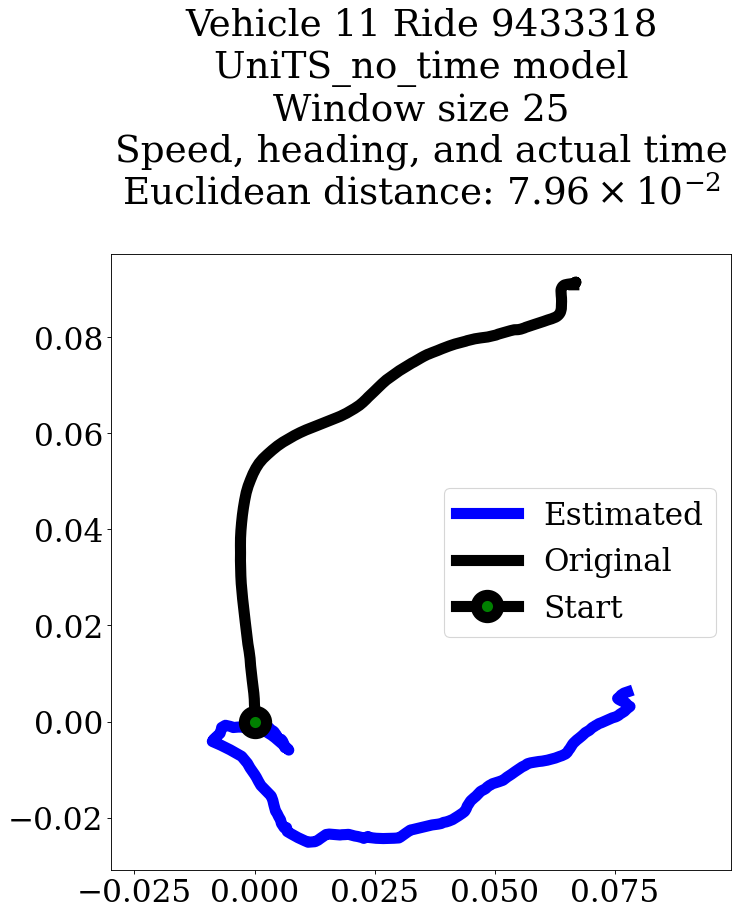 Vehicle 11 Ride 9433318
UniTS_no_time model
Window size 25
Speed, heading, and actual time
Euclidean distance: 7.96 × 10⁻²
0.08
0.06
0.04
Estimated
Original
0.02
Start
0.00
−0.02
−0.025 0.000 0.025 0.050 0.075